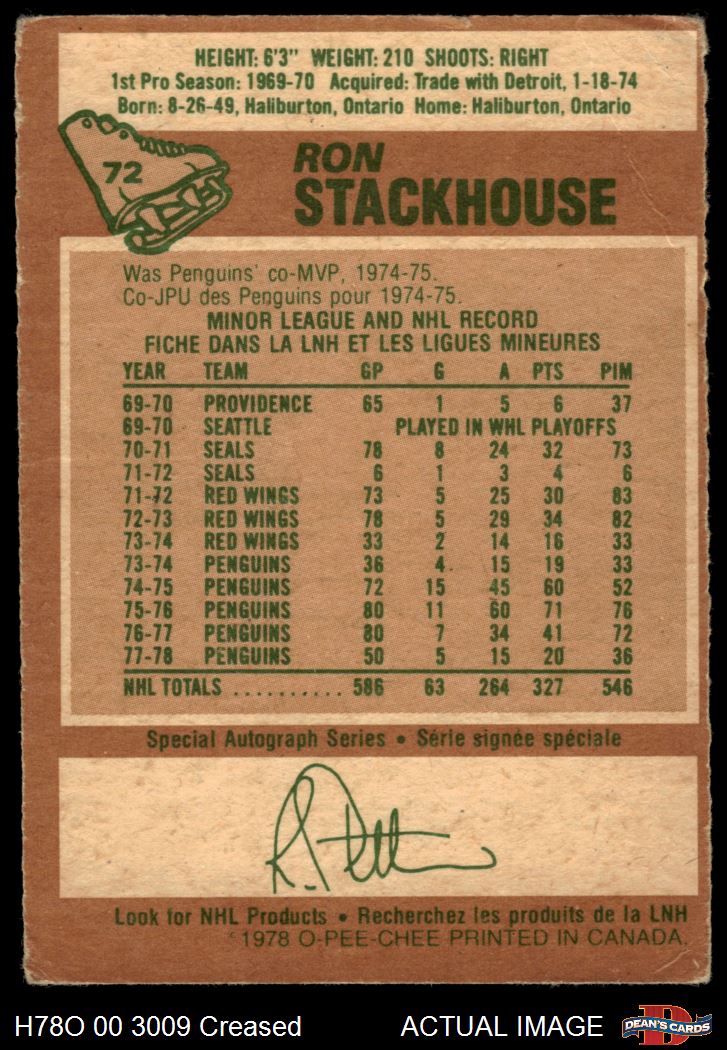 HEIGHT: 6'3" WEIGHT: 210 SHOOTS: RIGHT
1st Pro Season: 1969-70 Acquired: Trade with Detroit, 1-18-74
Born: 8-26-49, Haliburton, Ontario Home: Haliburton, Ontario
72
RON
STACKHOUSE
Was Penguins' co-MVP, 1974-75.
Co-JPU des Penguins pour 1974-75.
MINOR LEAGUE AND NHL RECORD
FICHE DANS LA LNH ET LES LIGUES MINEURES
YEAR TEAM GP G A PTS PIM
69-70 PROVIDENCE 65 1 5 6 37
69-70 SEATTLE PLAYED IN WHL PLAYOFFS
70-71 SEALS 78 8 24 32 73
71-72 SEALS 6 1 3 4 6
71-72 RED WINGS 73 5 25 30 83
72-73 RED WINGS 78 5 29 34 82
73-74 RED WINGS 33 2 14 16 33
73-74 PENGUINS 36 4 15 19 33
74-75 PENGUINS 72 15 45 60 52
75-76 PENGUINS 80 11 60 71 76
76-77 PENGUINS 80 7 34 41 72
77-78 PENGUINS 50 5 15 20 36
NHL TOTALS .......... 586 63 264 327 546
Special Autograph Series • Série signée spéciale
Look for NHL Products • Recherchez les produits de la LNH
© 1978 O-PEE-CHEE PRINTED IN CANADA.
H78O 00 3009 Creased ACTUAL IMAGE
D
DEAN'S CARDS